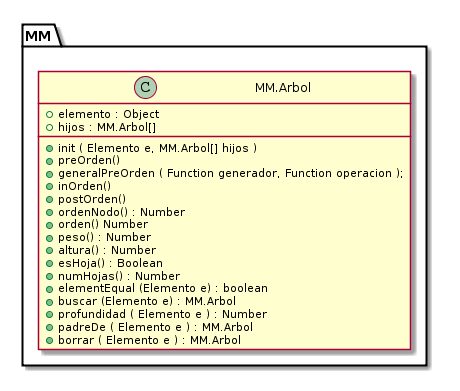 MM
C MM.Arbol
elemento : Object
hijos : MM.Arbol[]
init ( Elemento e, MM.Arbol[] hijos )
preOrden()
generalPreOrden ( Function generador, Function operacion );
inOrden()
postOrden()
ordenNodo() : Number
orden() Number
peso() : Number
altura() : Number
esHoja() : Boolean
numHojas() : Number
elementEqual (Elemento e) : boolean
buscar (Elemento e) : MM.Arbol
profundidad ( Elemento e ) : Number
padreDe ( Elemento e ) : MM.Arbol
borrar ( Elemento e ) : MM.Arbol